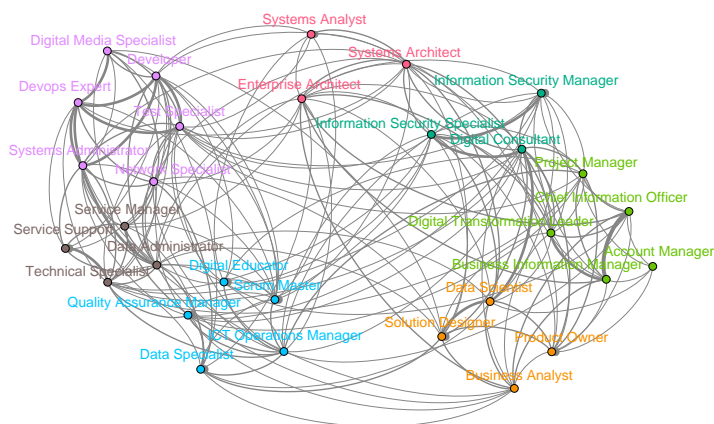 Systems Analyst
Digital Media Specialist
Systems Architect
Developer
Information Security Manager
Devops Expert
Enterprise Architect
Test Specialist
Information Security Specialist
Digital Consultant
Systems Administrator
Project Manager
Network Specialist
Chief Information Officer
Service Manager
Digital Transformation Leader
Service Support
Data Administrator
Account Manager
Digital Educator
Business Information Manager
Technical Specialist
Scrum Master
Data Scientist
Quality Assurance Manager
Solution Designer
ICT Operations Manager
Product Owner
Data Specialist
Business Analyst